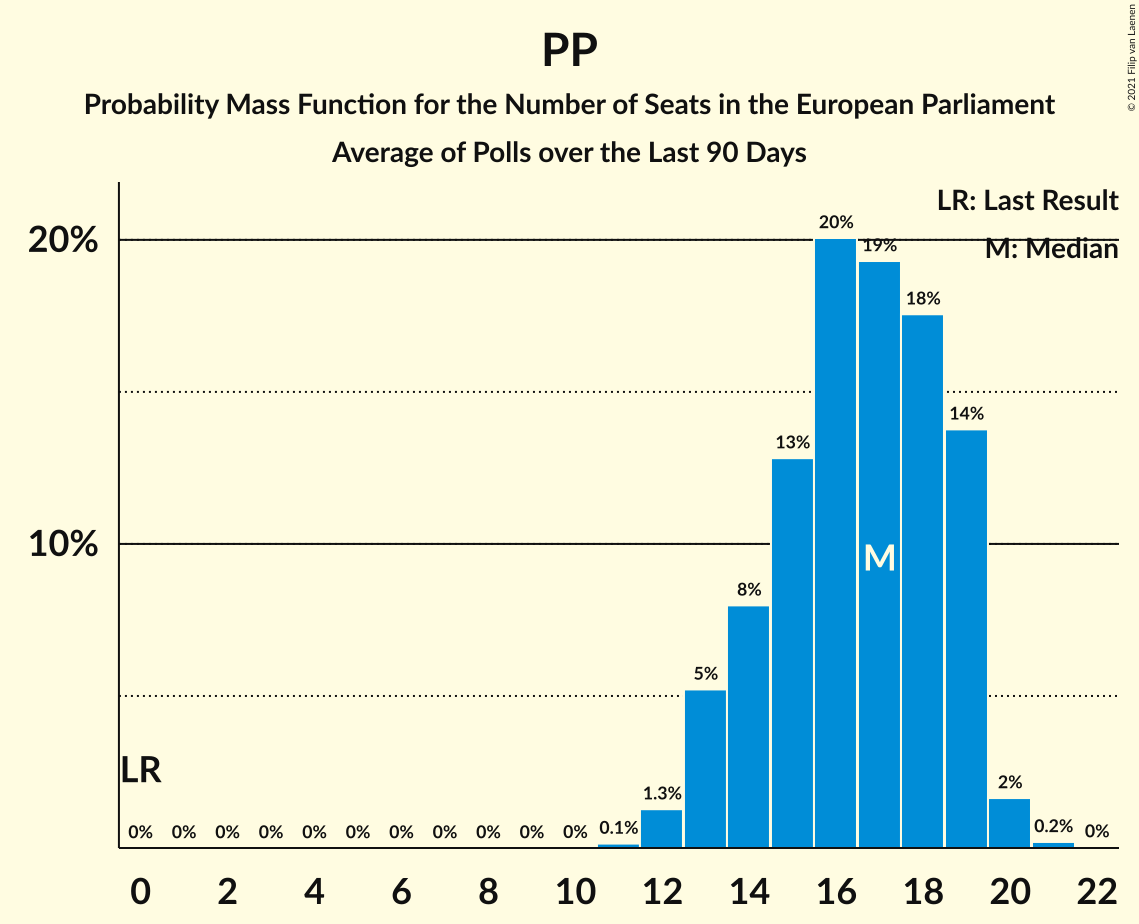 PP
Probability Mass Function for the Number of Seats in the European Parliament
Average of Polls over the Last 90 Days
© 2021 Filip van Laenen
LR: Last Result
M: Median
20%
10%
20%
19%
18%
14%
13%
8%
5%
1.3%
2%
0.1%
0.2%
0%
0% 0% 0% 0% 0% 0% 0% 0% 0% 0% 0%
M
LR
0 2 4 6 8 10 12 14 16 18 20 22